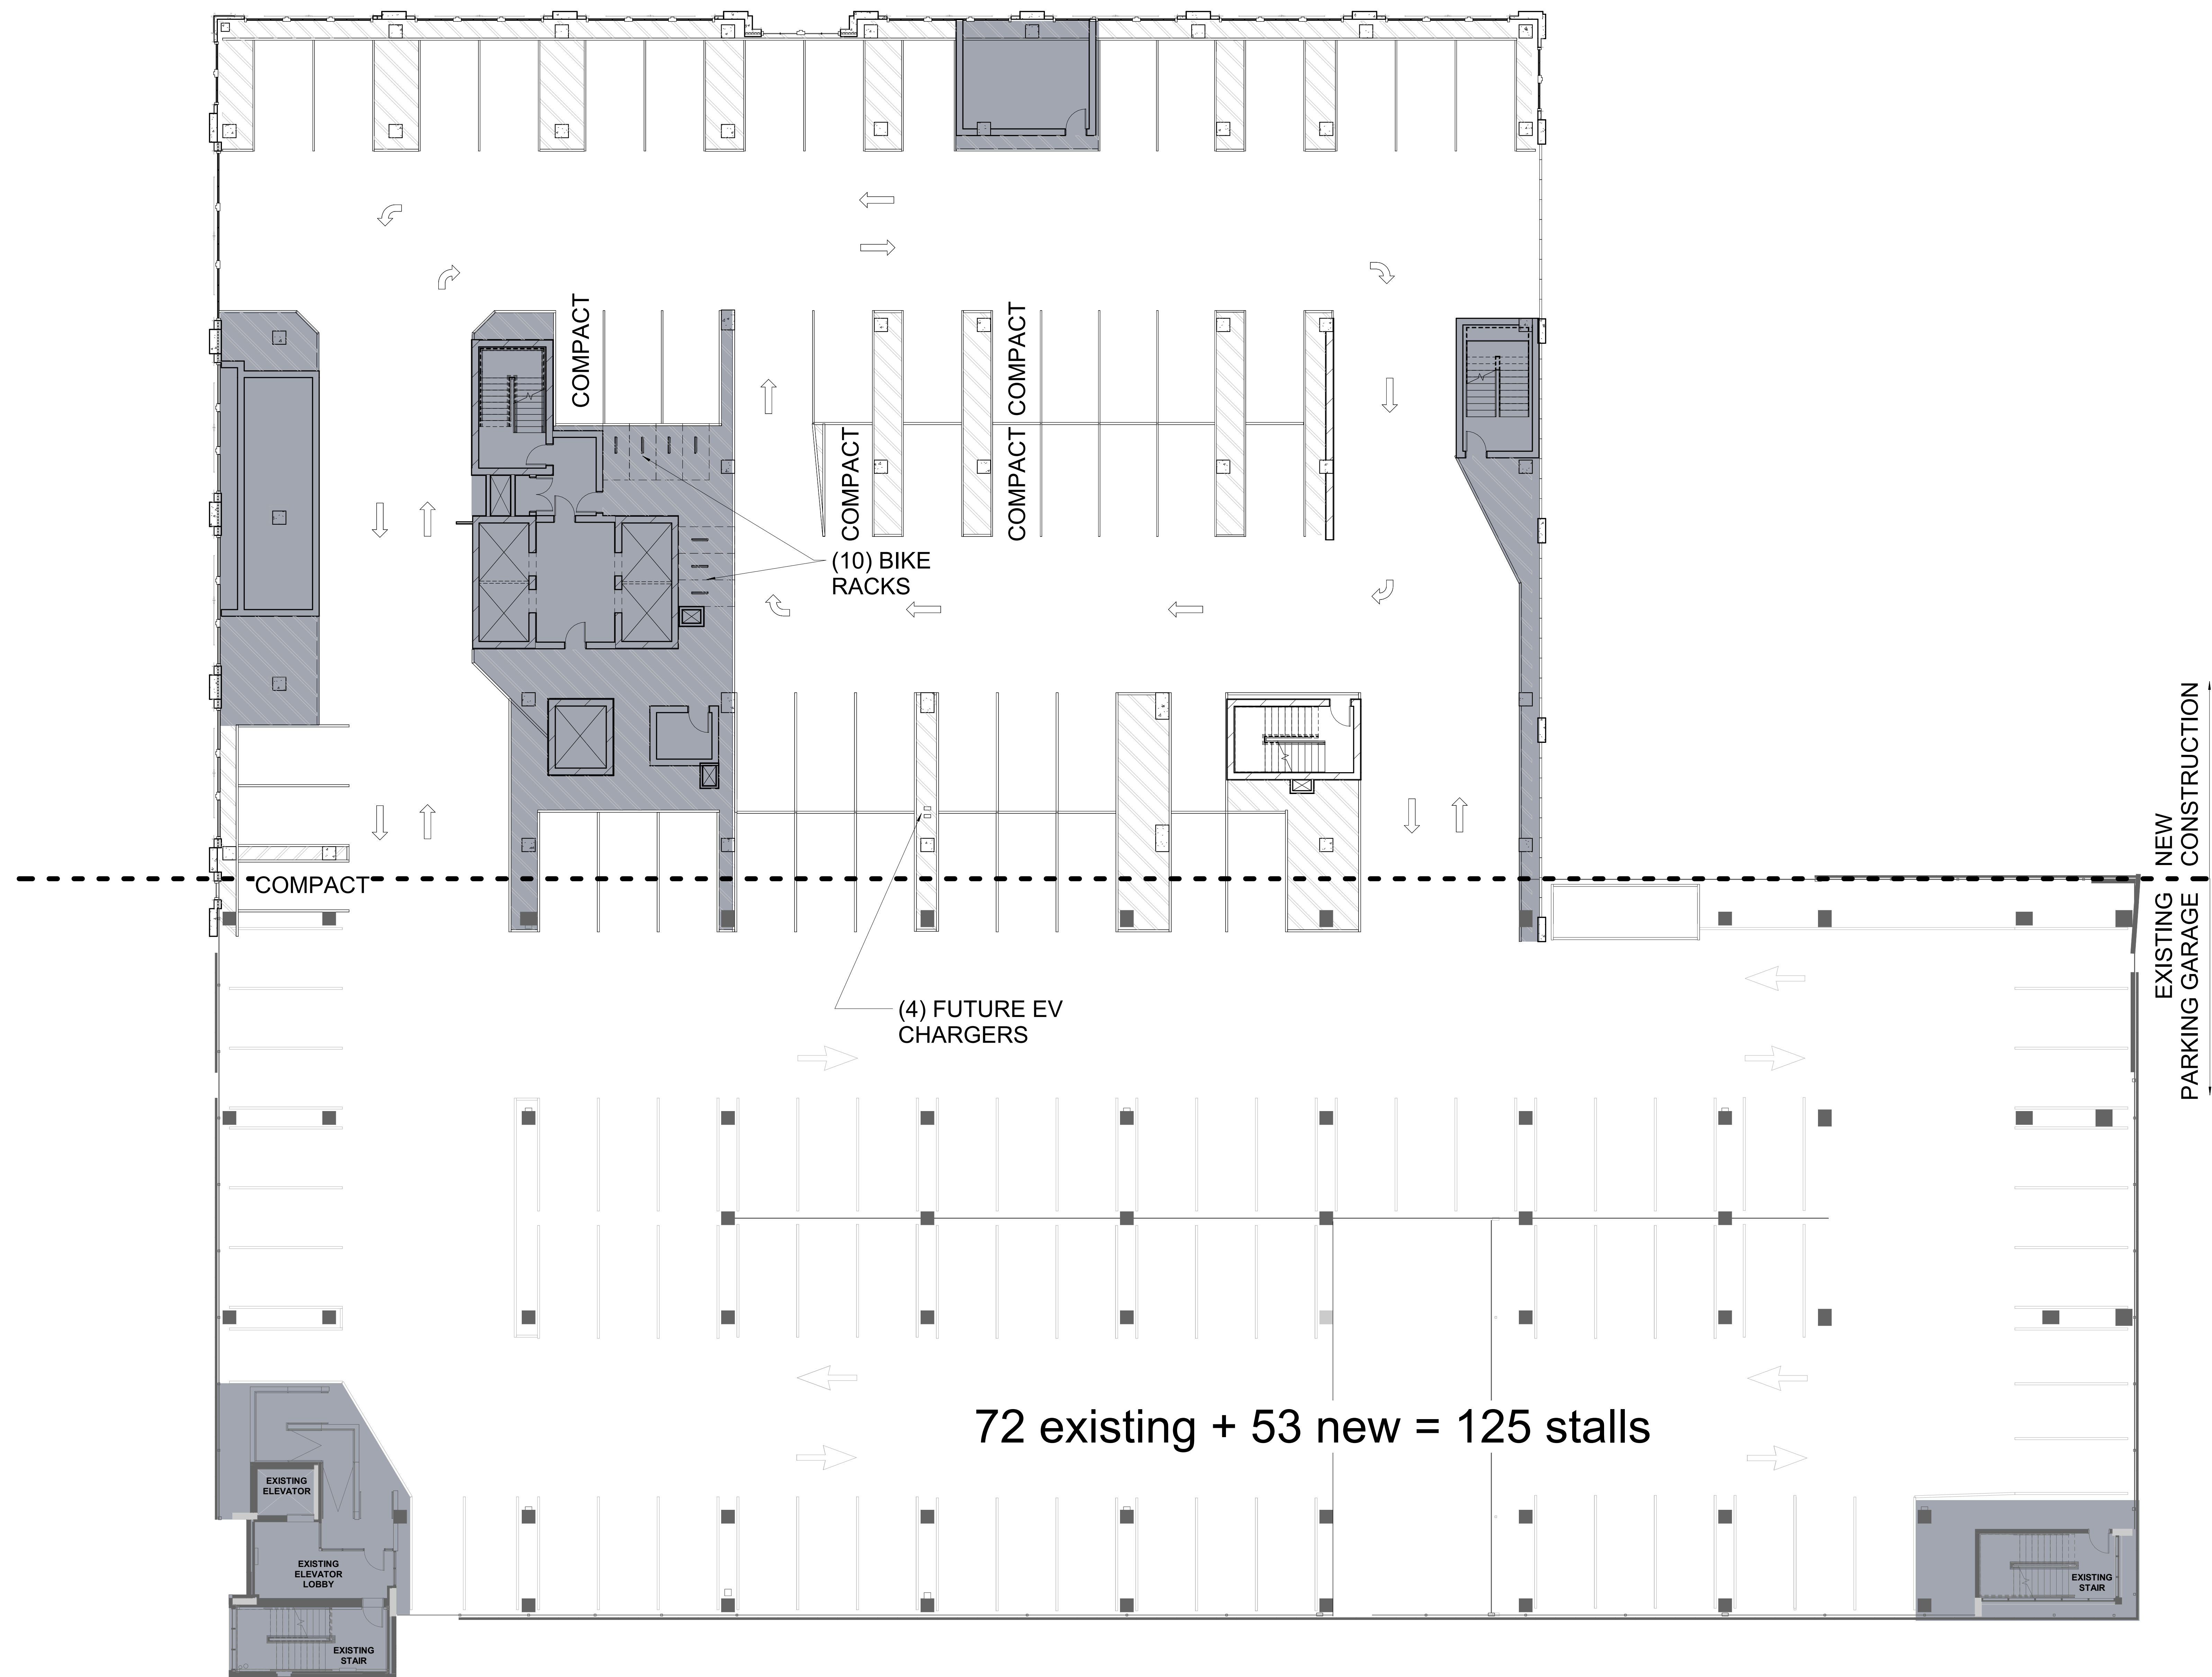 COMPACT
COMPACT
COMPACT
COMPACT
(10) BIKE
RACKS
NEW
CONSTRUCTION
COMPACT
EXISTING
PARKING GARAGE
(4) FUTURE EV
CHARGERS
72 existing + 53 new = 125 stalls
EXISTING
ELEVATOR
EXISTING
ELEVATOR
LOBBY
EXISTING
STAIR
EXISTING
STAIR